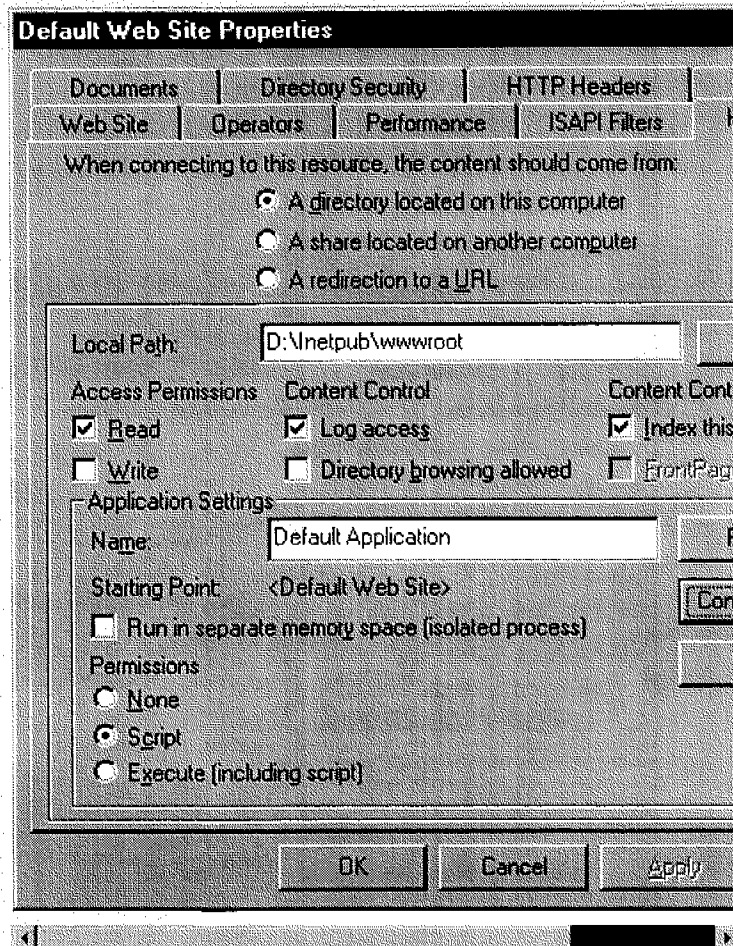 Default Web Site Properties
Documents Directory Security HTTP Headers
Web Site Operators Performance ISAPI Filters
When connecting to this resource, the content should come from:
A directory located on this computer
A share located on another computer
A redirection to a URL
Local Path: D:\Inetpub\wwwroot
Access Permissions Content Control Content Cont
Read Log access Index this
Write Directory browsing allowed FrontPag
Application Settings
Name: Default Application
Starting Point: <Default Web Site> Con
Run in separate memory space (isolated process)
Permissions
None
Script
Execute (including script)
OK Cancel Apply